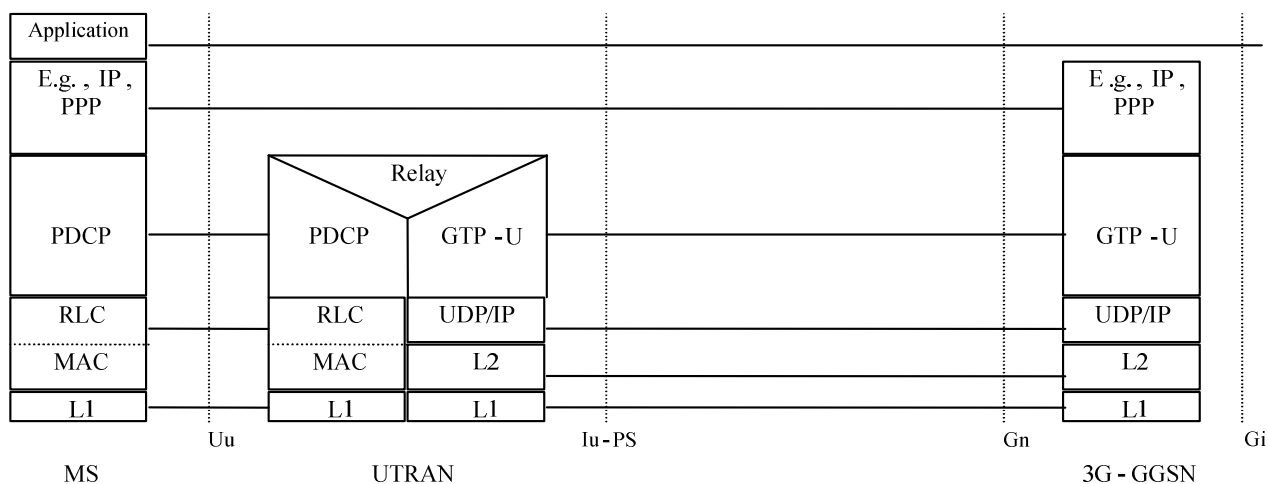 Application
E.g. , IP ,
PPP
E .g. , IP ,
PPP
Relay
PDCP
PDCP
GTP -U
GTP -U
RLC
RLC
UDP/IP
UDP/IP
MAC
MAC
L2
L2
L1
L1
L1
L1
Uu
Iu-PS
Gn
Gi
MS
UTRAN
3G - GGSN